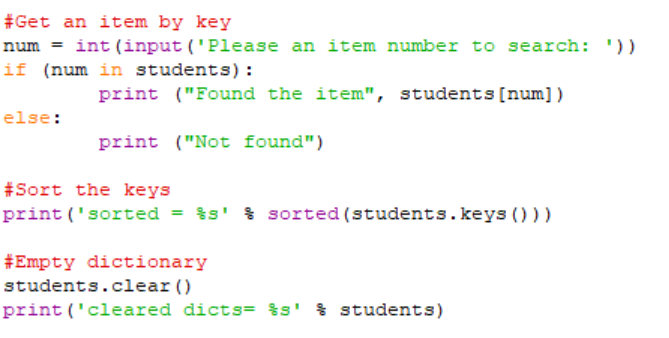 #Get an item by key
num = int(input('Please an item number to search: '))
if (num in students):
        print ("Found the item", students[num])
else:
        print ("Not found")
#Sort the keys
print('sorted = %s' % sorted(students.keys()))
#Empty dictionary
students.clear()
print('cleared dicts= %s' % students)